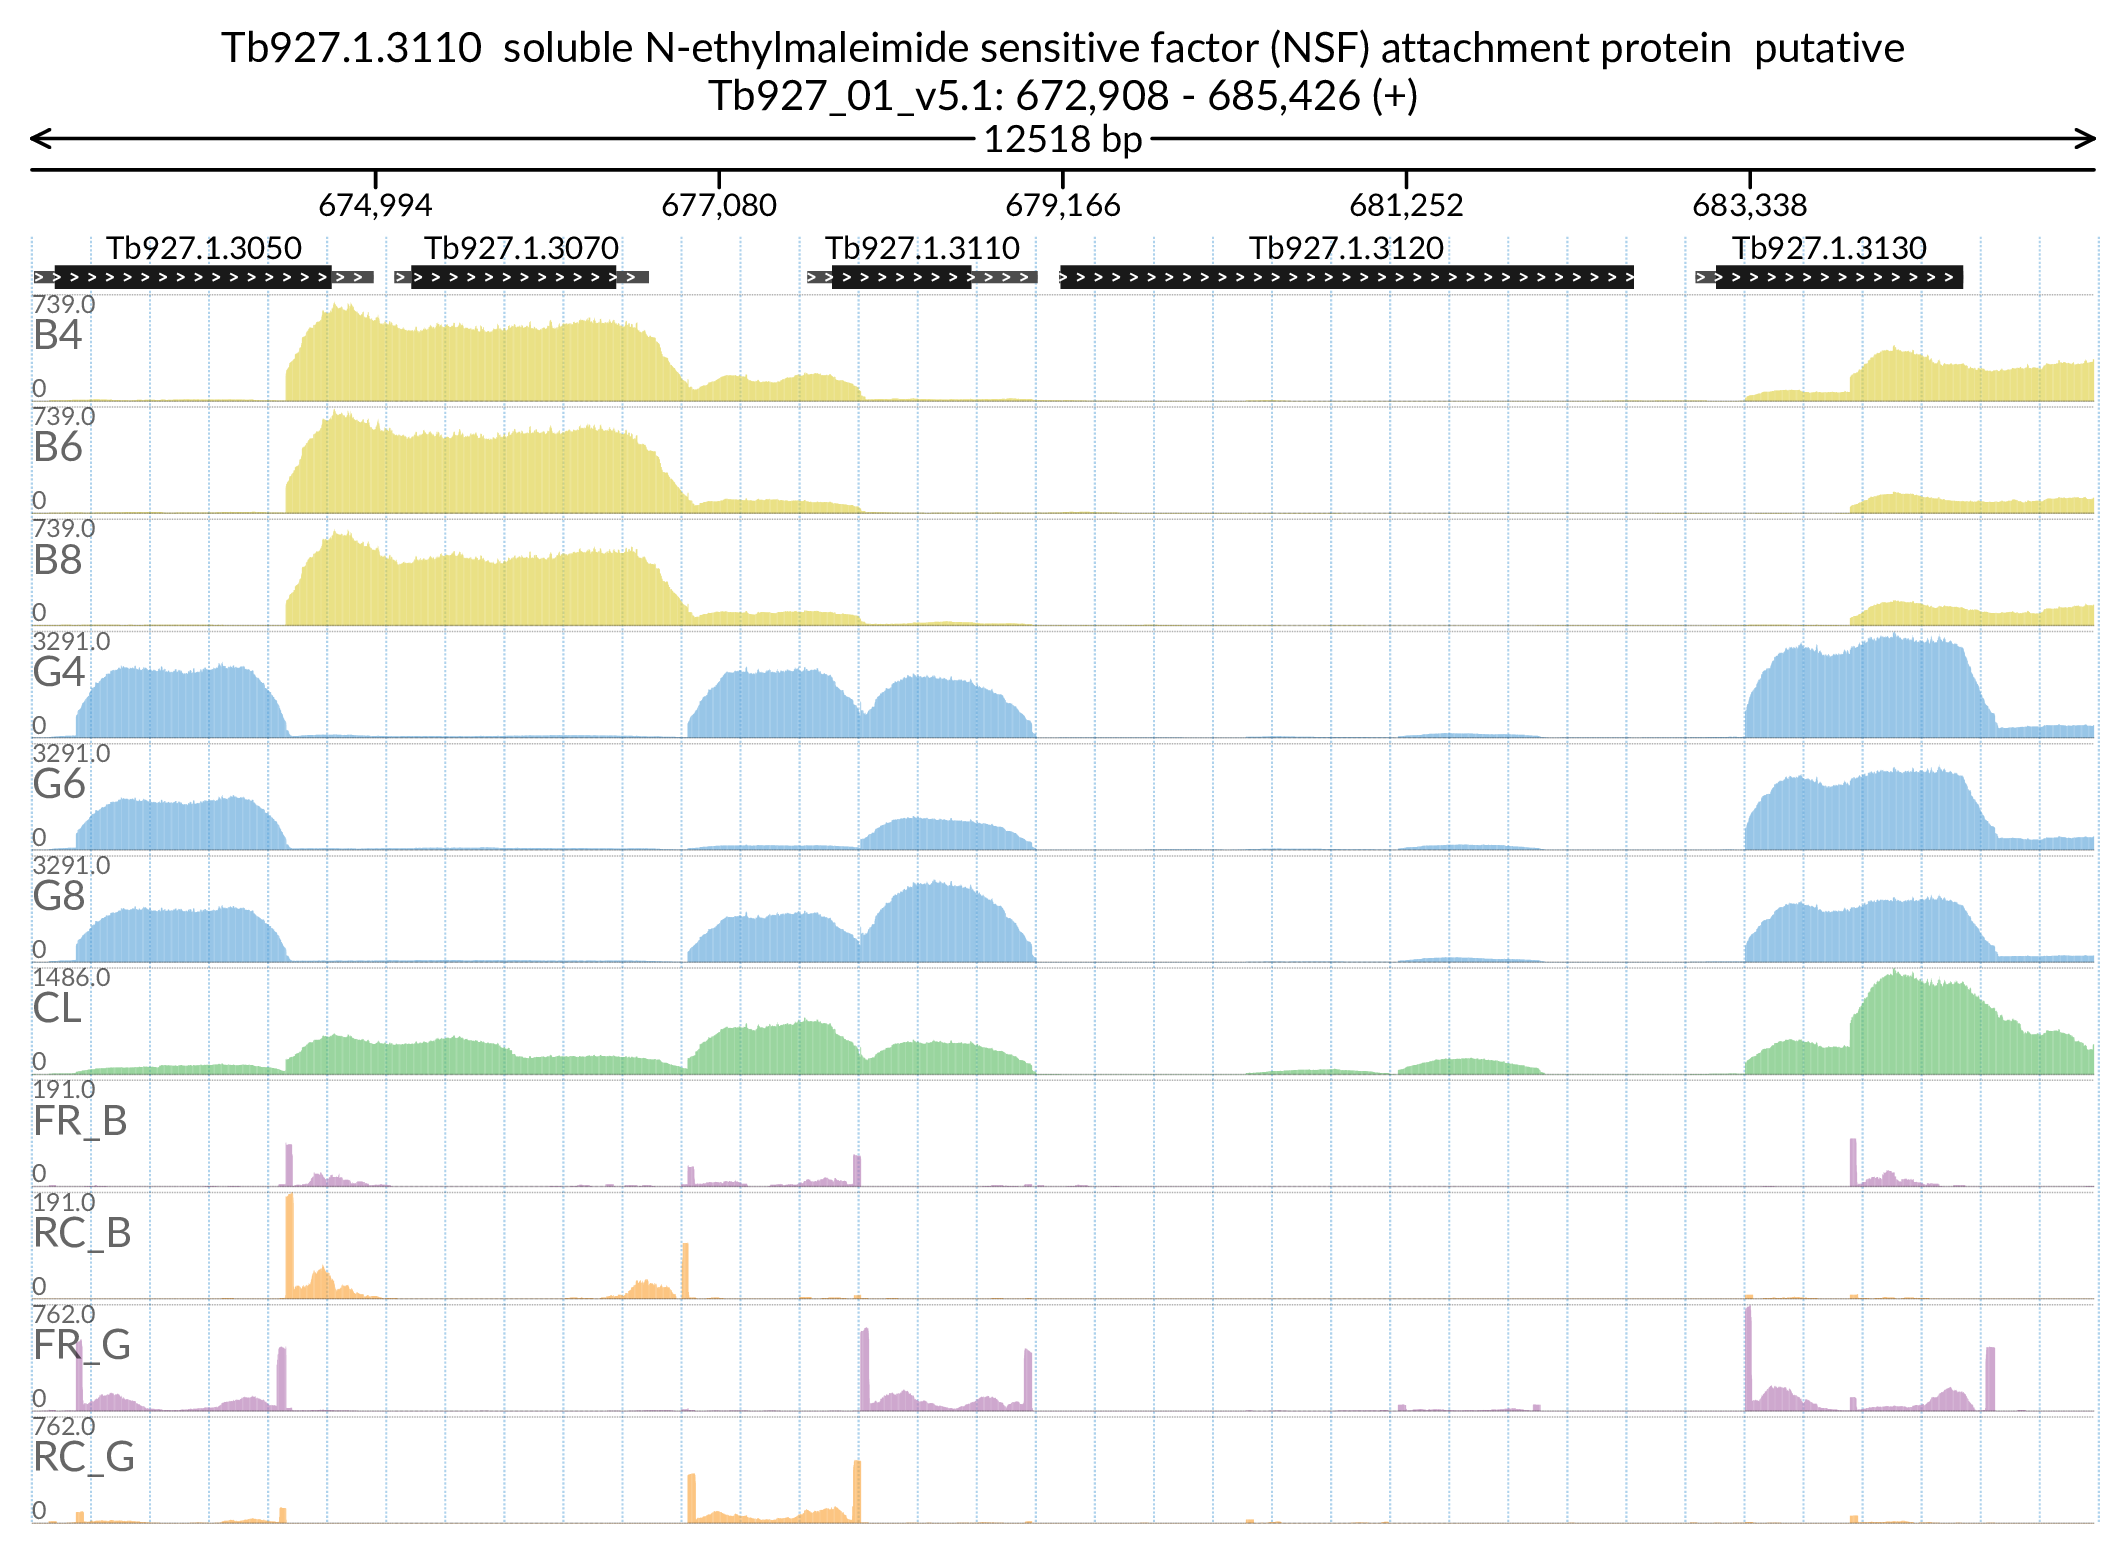 Tb927.1.3110  soluble N-ethylmaleimide sensitive factor (NSF) attachment protein  putative
Tb927_01_v5.1: 672,908 - 685,426 (+)
12518 bp
674,994 677,080 679,166 681,252 683,338
Tb927.1.3050 Tb927.1.3070 Tb927.1.3110 Tb927.1.3120 Tb927.1.3130
739.0
B4
0
739.0
B6
0
739.0
B8
0
3291.0
G4
0
3291.0
G6
0
3291.0
G8
0
1486.0
CL
0
191.0
FR_B
0
191.0
RC_B
0
762.0
FR_G
0
762.0
RC_G
0